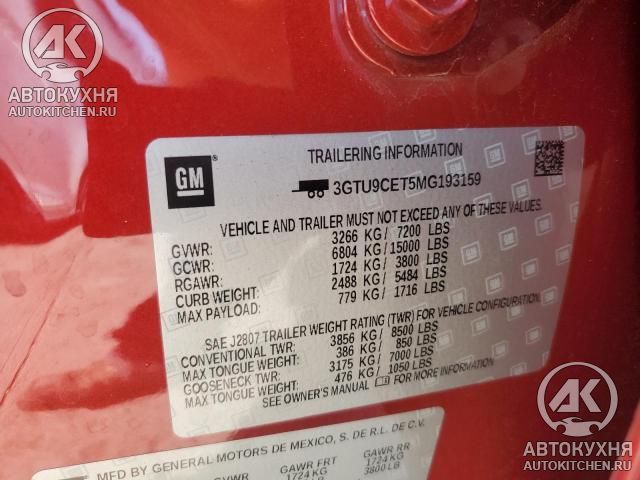 AK
АВТОКУХНЯ
AUTOKITCHEN.RU
GM
TRAILERING INFORMATION
3GTU9CET5MG193159
VEHICLE AND TRAILER MUST NOT EXCEED ANY OF THESE VALUES.
GVWR: 3266 KG/ 7200 LBS
GCWR: 6804 KG/15000 LBS
RGAWR: 1724 KG/ 3800 LBS
CURB WEIGHT: 2488 KG/ 5484 LBS
MAX PAYLOAD: 779 KG/ 1716 LBS
SAE J2807 TRAILER WEIGHT RATING (TWR) FOR VEHICLE CONFIGURATION.
CONVENTIONAL TWR: 3856 KG/ 8500 LBS
MAX TONGUE WEIGHT: 386 KG/ 850 LBS
GOOSENECK TWR: 3175 KG/ 7000 LBS
MAX TONGUE WEIGHT: 476 KG/ 1050 LBS
SEE OWNER'S MANUAL FOR MORE INFORMATION
MFD BY GENERAL MOTORS DE MEXICO, S. DE R.L. DE C.V.
GVWR GAWR FRT GAWR RR
1724 KG 1724 KG
3800 LB
AK
АВТОКУХНЯ
AUTOKITCHEN.RU